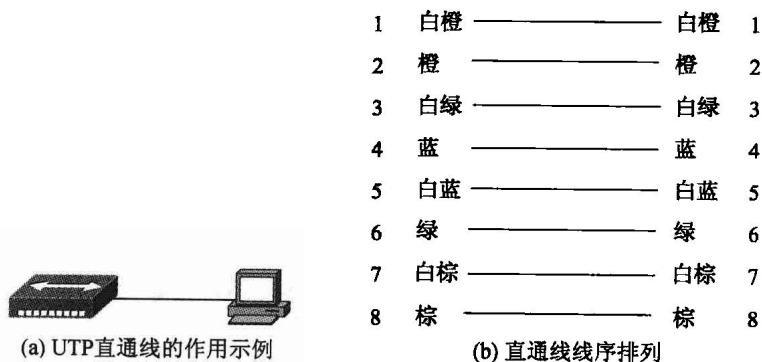 1 白橙 白橙 1
2 橙 橙 2
3 白绿 白绿 3
4 蓝 蓝 4
5 白蓝 白蓝 5
6 绿 绿 6
7 白棕 白棕 7
8 棕 棕 8
(a) UTP直通线的作用示例
(b) 直通线线序排列